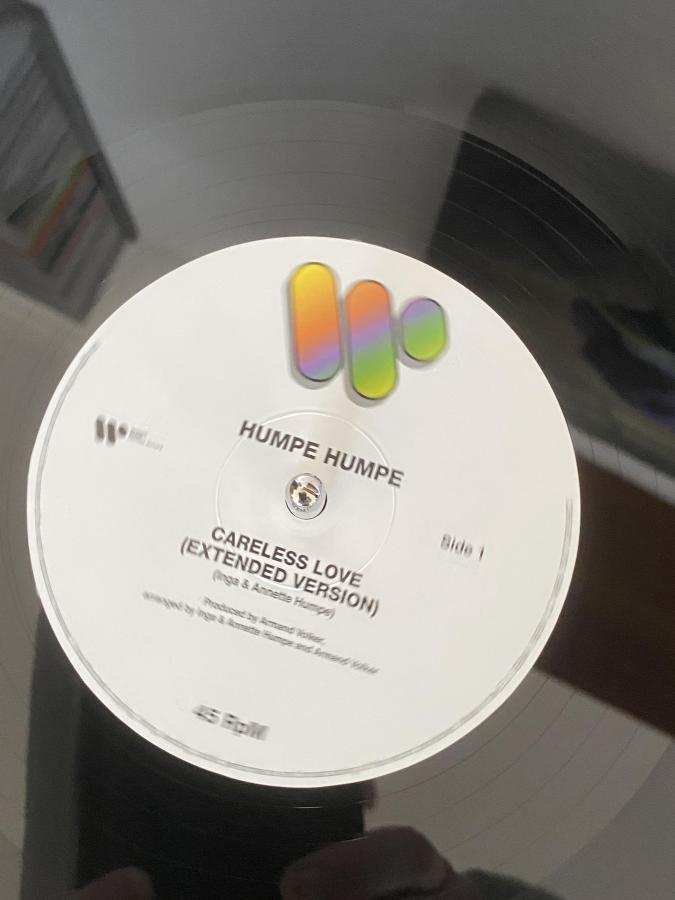 HUMPE HUMPE
Side 1
CARELESS LOVE
(EXTENDED VERSION)
(Inga & Annette Humpe)
Produced by Armand Volker,
arranged by Inga & Annette Humpe and Armand Volker
45 RpM